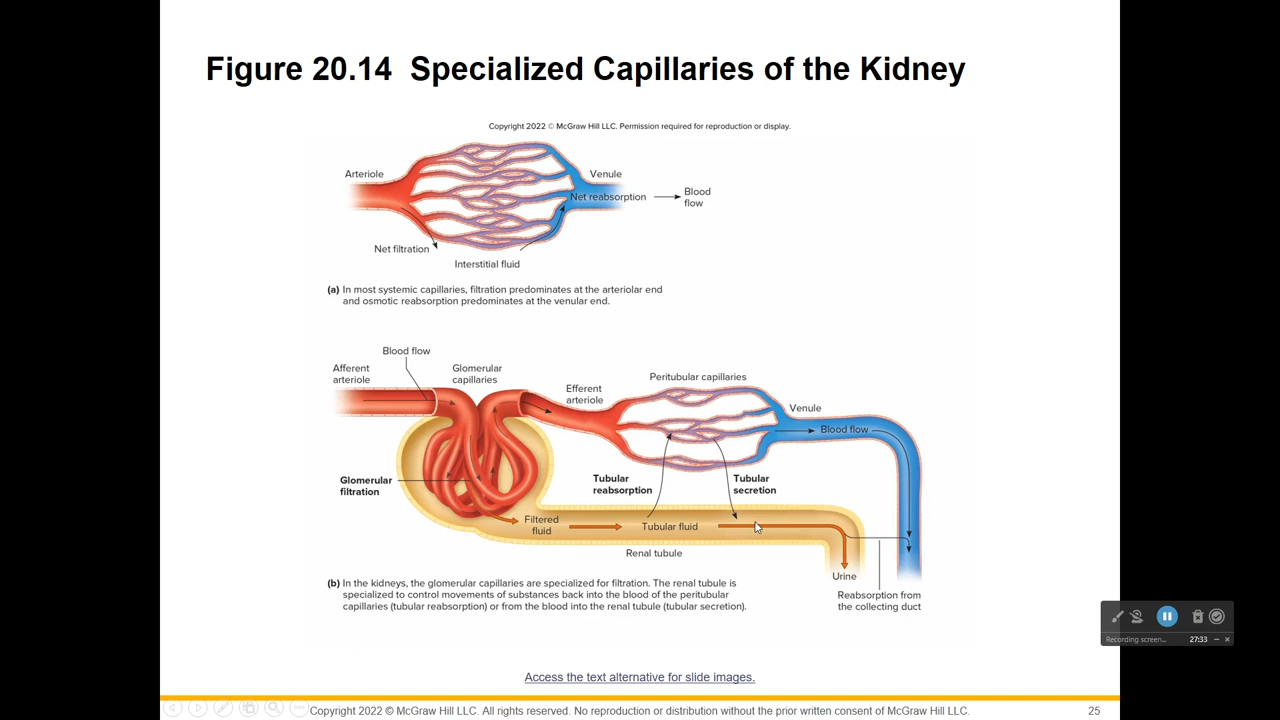 Figure 20.14 Specialized Capillaries of the Kidney
Copyright 2022 © McGraw Hill LLC. Permission required for reproduction or display.
Arteriole
Venule
Net reabsorption
Blood
flow
Net filtration
Interstitial fluid
(a) In most systemic capillaries, filtration predominates at the arteriolar end
and osmotic reabsorption predominates at the venular end.
Blood flow
Afferent
arteriole
Glomerular
capillaries
Efferent
arteriole
Peritubular capillaries
Venule
Blood flow
Glomerular
filtration
Tubular
reabsorption
Tubular
secretion
Filtered
fluid
Tubular fluid
Renal tubule
Urine
Reabsorption from
the collecting duct
(b) In the kidneys, the glomerular capillaries are specialized for filtration. The renal tubule is
specialized to control movements of substances back into the blood of the peritubular
capillaries (tubular reabsorption) or from the blood into the renal tubule (tubular secretion).
Recording screen...
27:33
Access the text alternative for slide images.
Copyright 2022 © McGraw Hill LLC. All rights reserved. No reproduction or distribution without the prior written consent of McGraw Hill LLC.
25